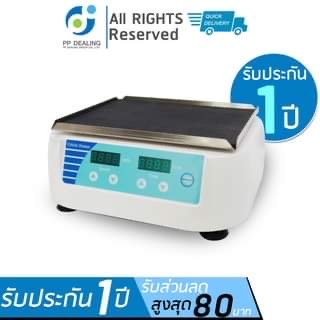 PP DEALING
All RIGHTS
Reserved
QUICK
DELIVERY
รับประกัน
1 ปี
รับประกัน 1 ปี
รับส่วนลด
สูงสุด 80 บาท